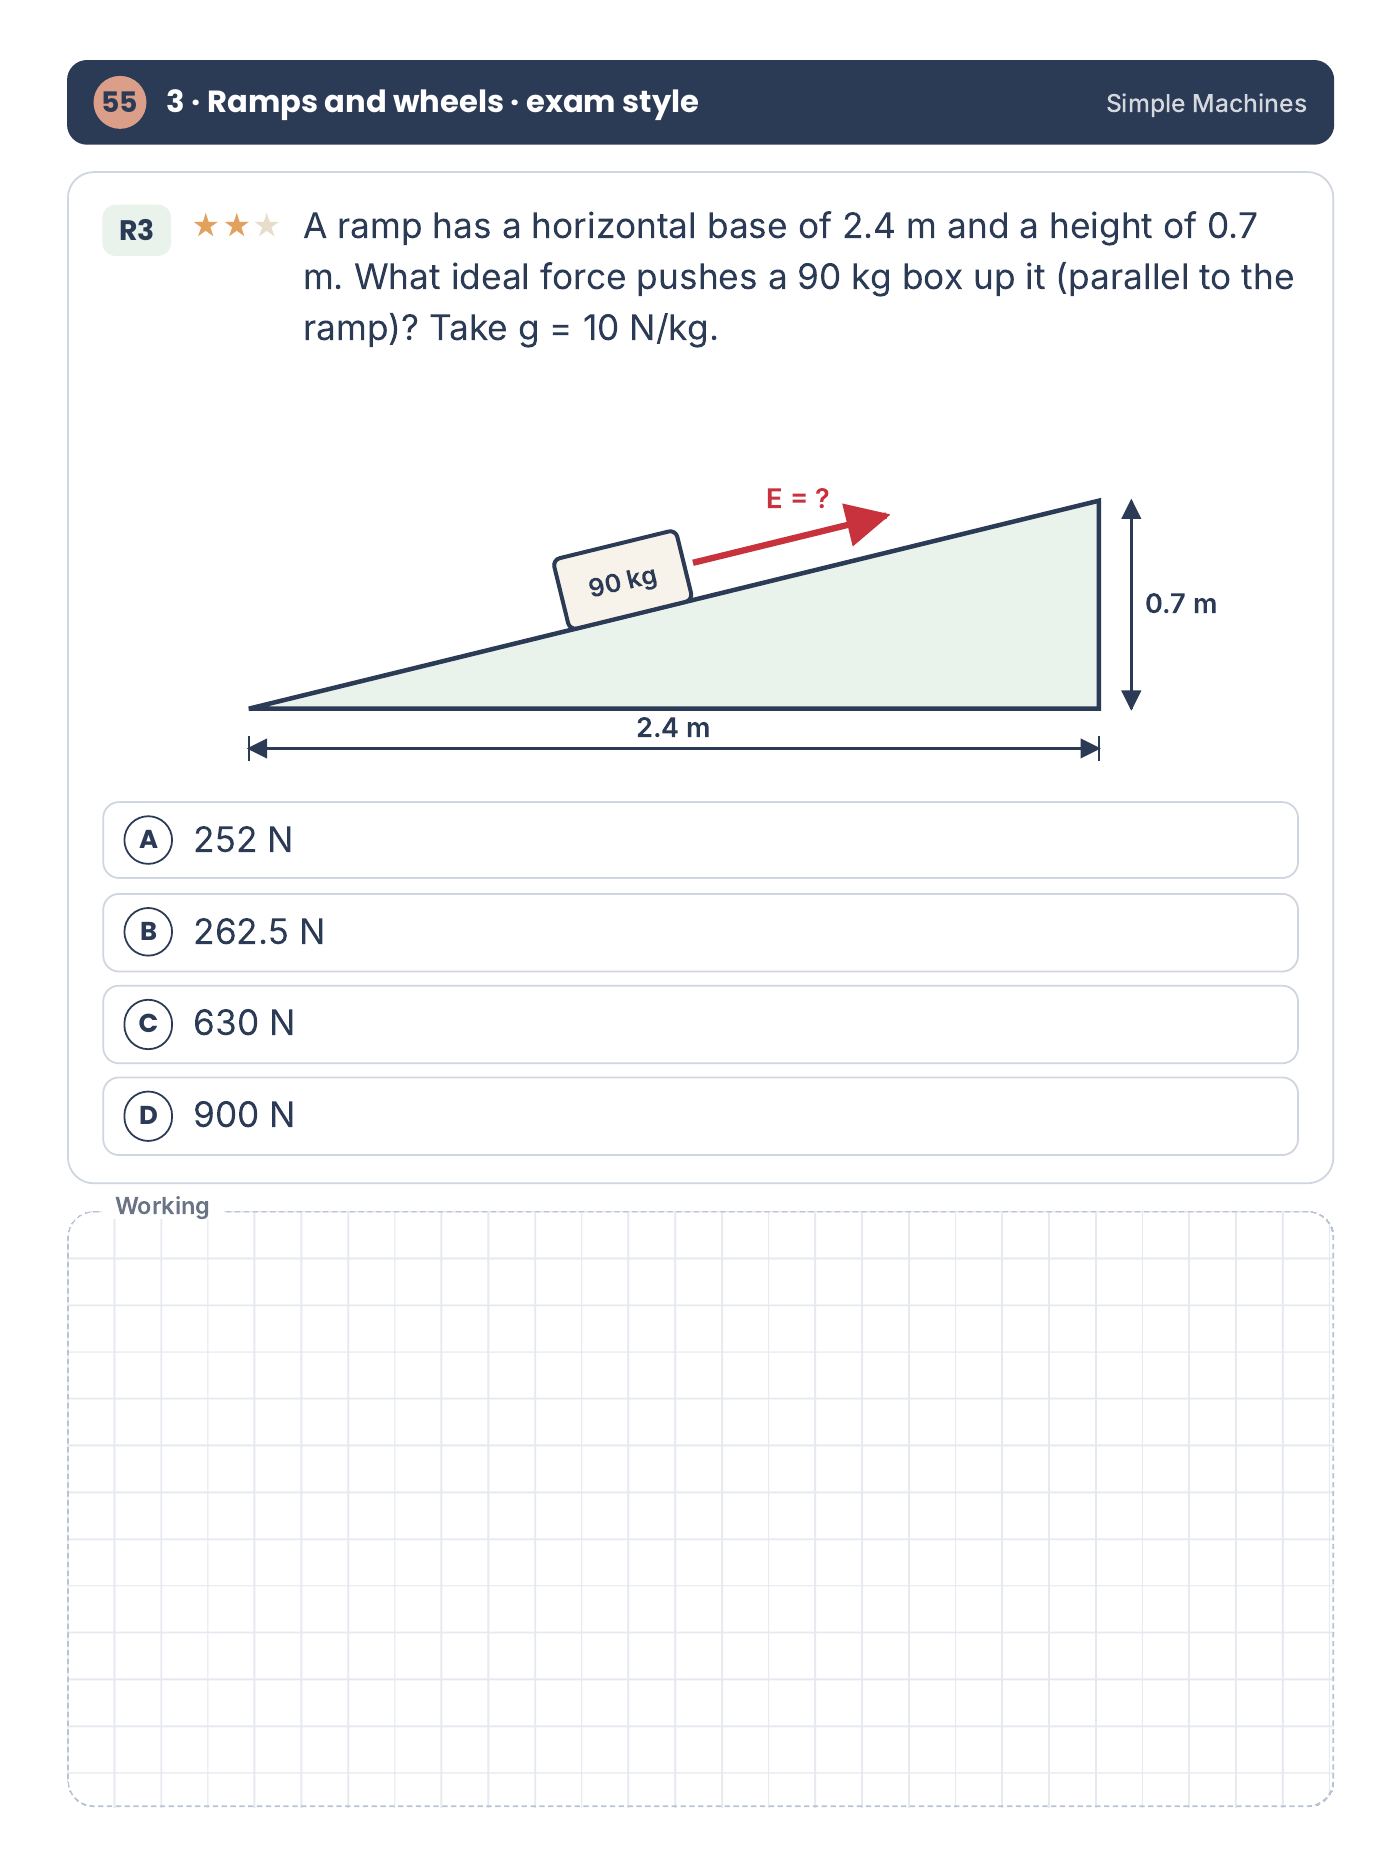 55 3 · Ramps and wheels · exam style Simple Machines
R3 ★★★ A ramp has a horizontal base of 2.4 m and a height of 0.7
m. What ideal force pushes a 90 kg box up it (parallel to the
ramp)? Take g = 10 N/kg.
E = ?
90 kg
0.7 m
2.4 m
A 252 N
B 262.5 N
C 630 N
D 900 N
Working